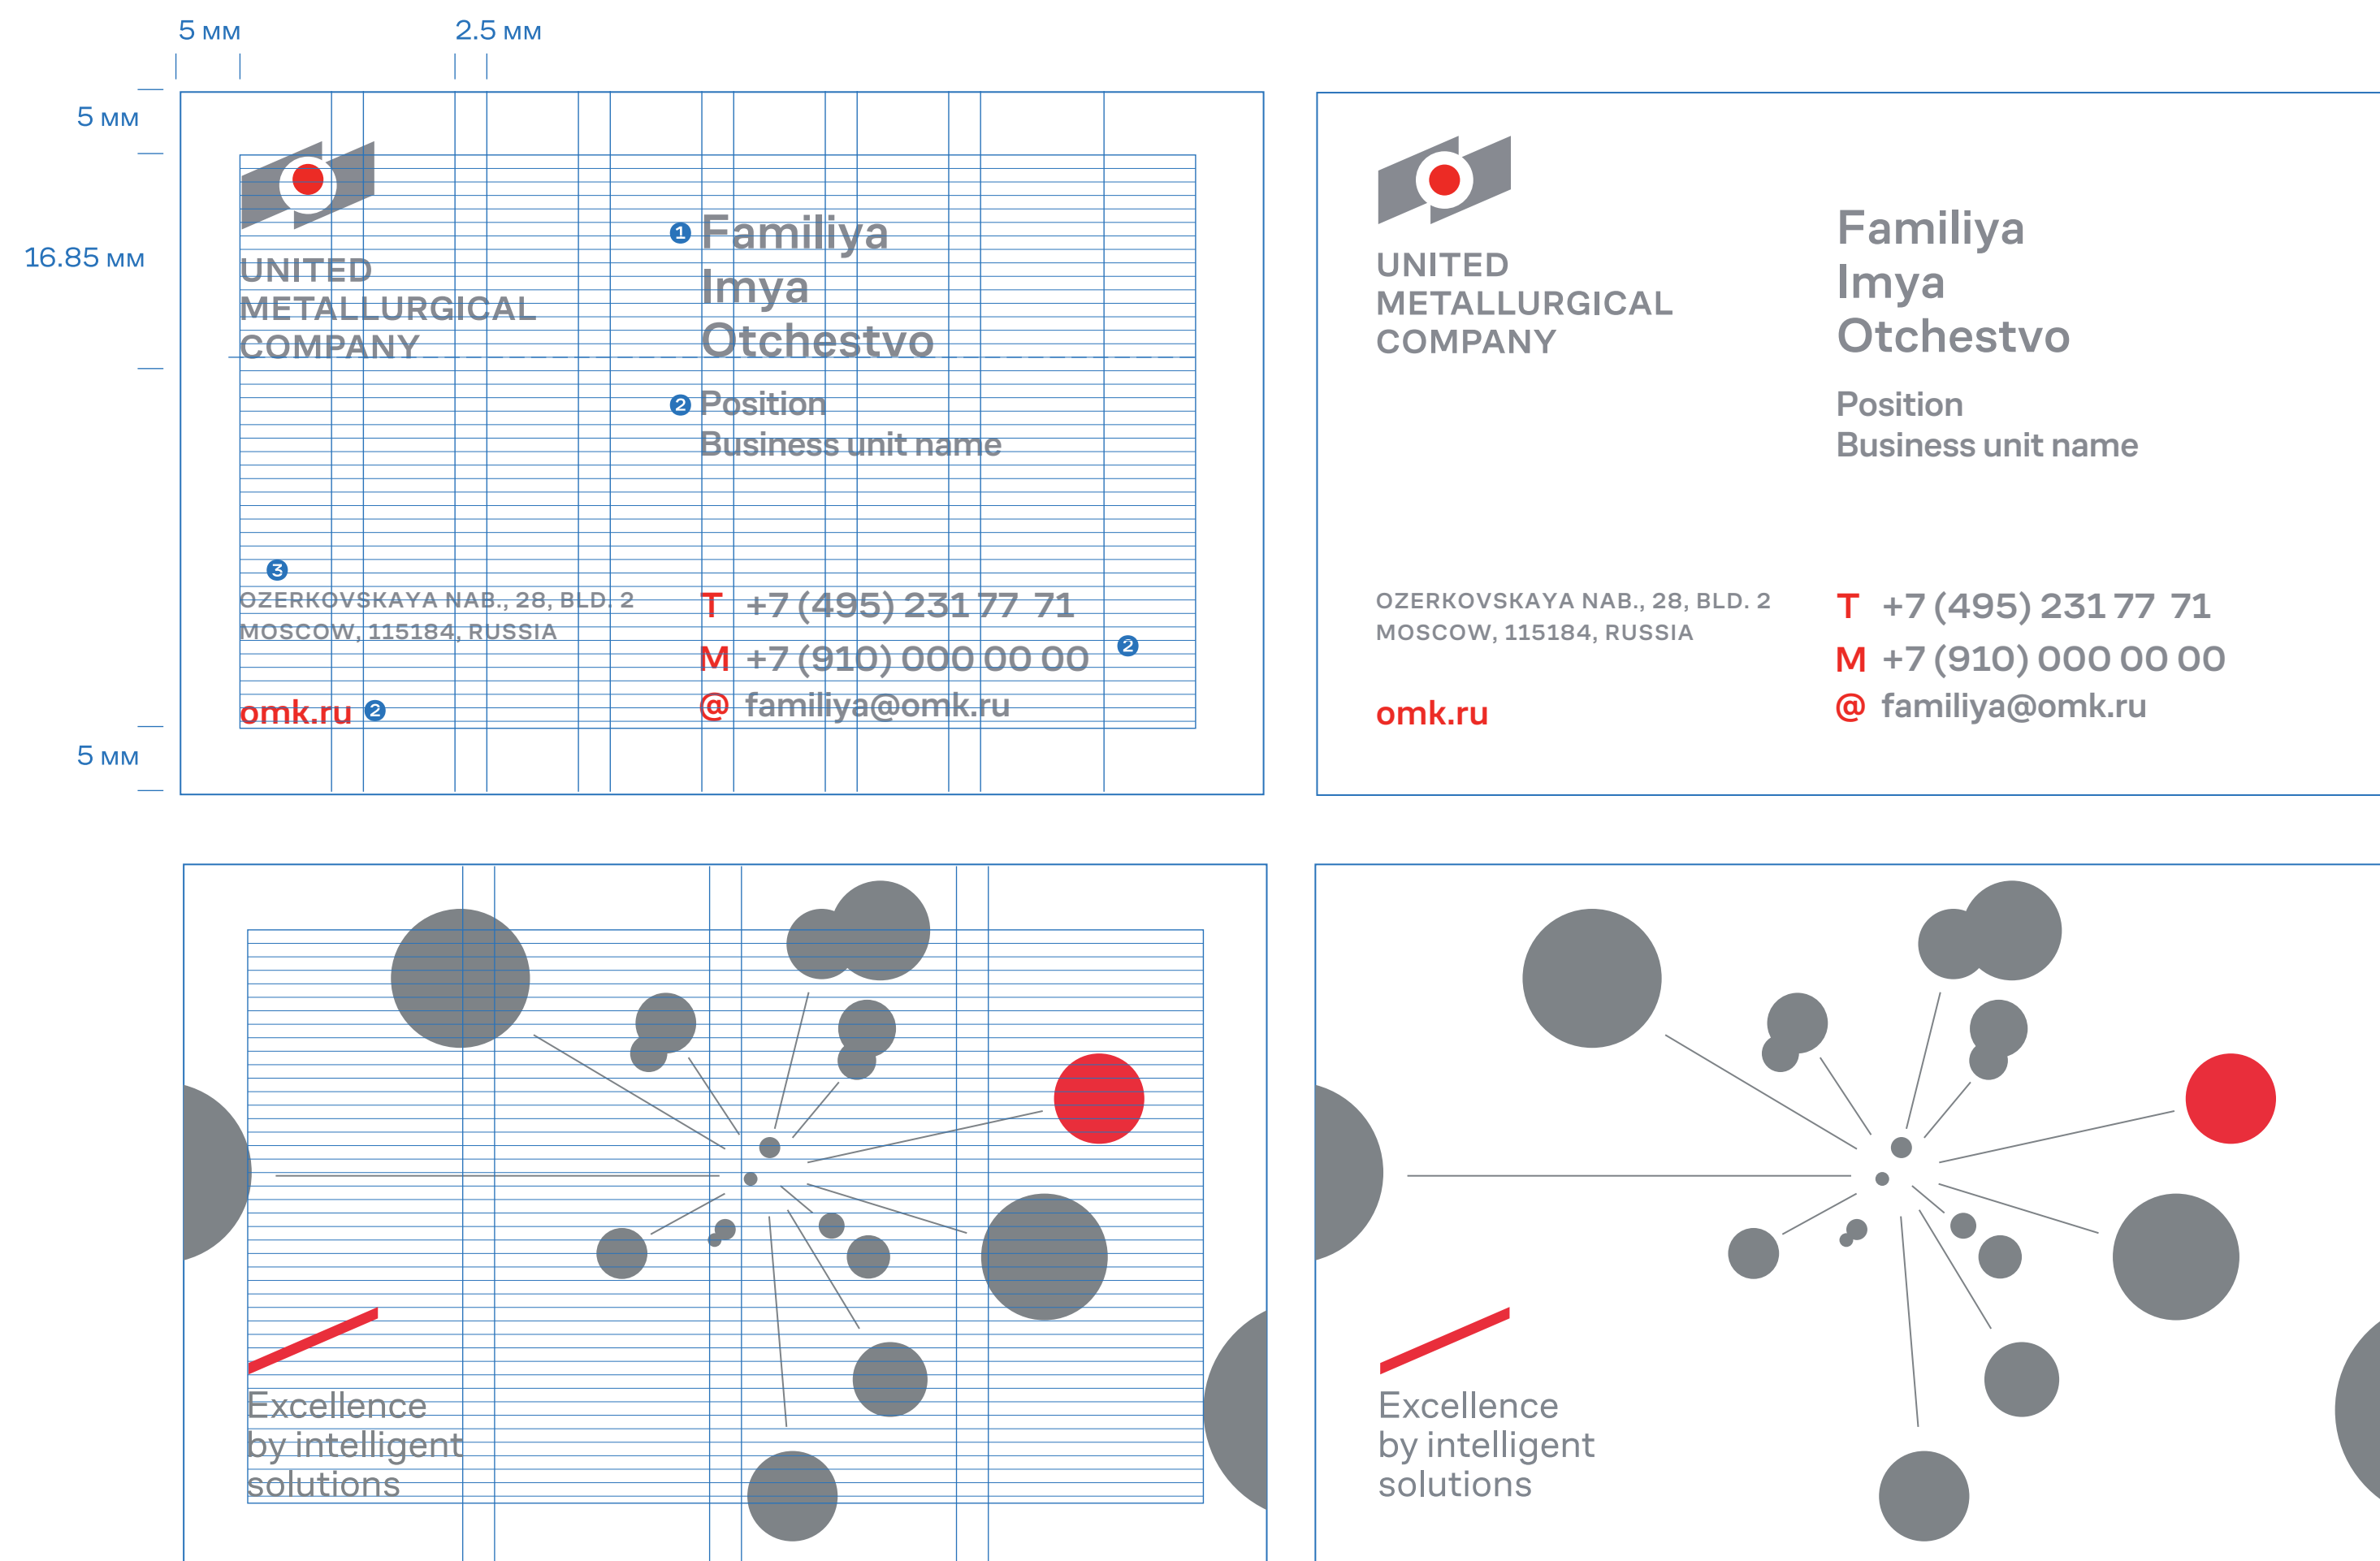 5 мм
2.5 мм
5 мм
16.85 мм
5 мм
UNITED
METALLURGICAL
COMPANY
1 Familiya
Imya
Otchestvo
2 Position
Business unit name
3
OZERKOVSKAYA NAB., 28, BLD. 2
MOSCOW, 115184, RUSSIA
omk.ru 2
T +7 (495) 231 77 71
2
M +7 (910) 000 00 00
@ familiya@omk.ru
UNITED
METALLURGICAL
COMPANY
Familiya
Imya
Otchestvo
Position
Business unit name
OZERKOVSKAYA NAB., 28, BLD. 2
MOSCOW, 115184, RUSSIA
omk.ru
T +7 (495) 231 77 71
M +7 (910) 000 00 00
@ familiya@omk.ru
Excellence
by intelligent
solutions
Excellence
by intelligent
solutions